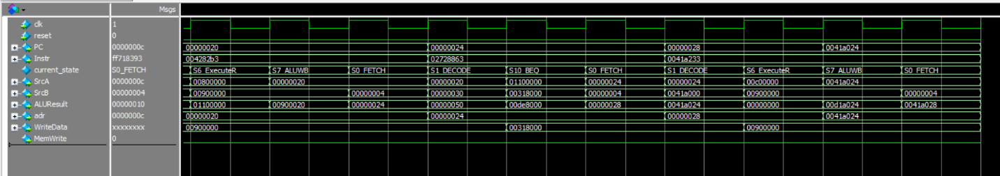 Msgs
clk 1
reset 0
PC 0000000c 00000020 00000024 00000028 0041a024
Instr ff718393 004282b3 02728863 0041a233
current_state S0_FETCH S6_ExecuteR S7_ALUWB S0_FETCH S1_DECODE S10_BEQ S0_FETCH S1_DECODE S6_ExecuteR S7_ALUWB S0_FETCH
SrcA 0000000c 00800000 00000020 00000020 01100000 00000024 00000024 00c00000 0041a024
SrcB 00000004 00900000 00000004 00000030 00318000 00000004 0041a000 00900000 00000004
ALUResult 00000010 01100000 00900020 00000024 00000050 00de8000 00000028 0041a024 00000000 00d1a024 0041a028
adr 0000000c 00000020 00000024 00000028 0041a024
WriteData xxxxxxxx 00900000 00318000 00900000
MemWrite 0